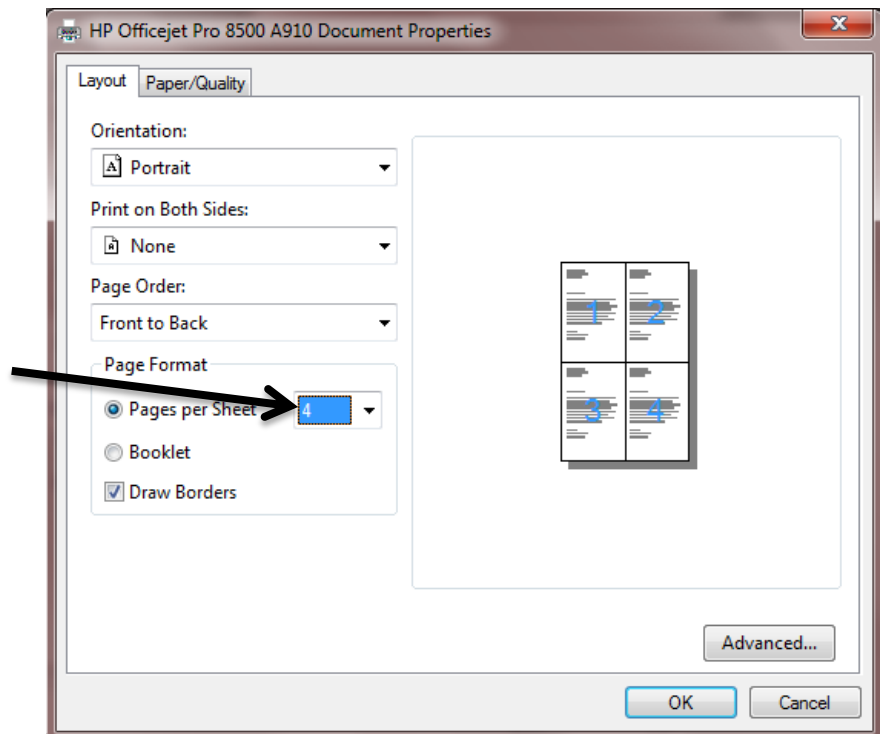 HP Officejet Pro 8500 A910 Document Properties
Layout
Paper/Quality
Orientation:
A Portrait
Print on Both Sides:
A None
Page Order:
Front to Back
Page Format
Pages per Sheet 4
Booklet
Draw Borders
1 2
3 4
Advanced...
OK
Cancel